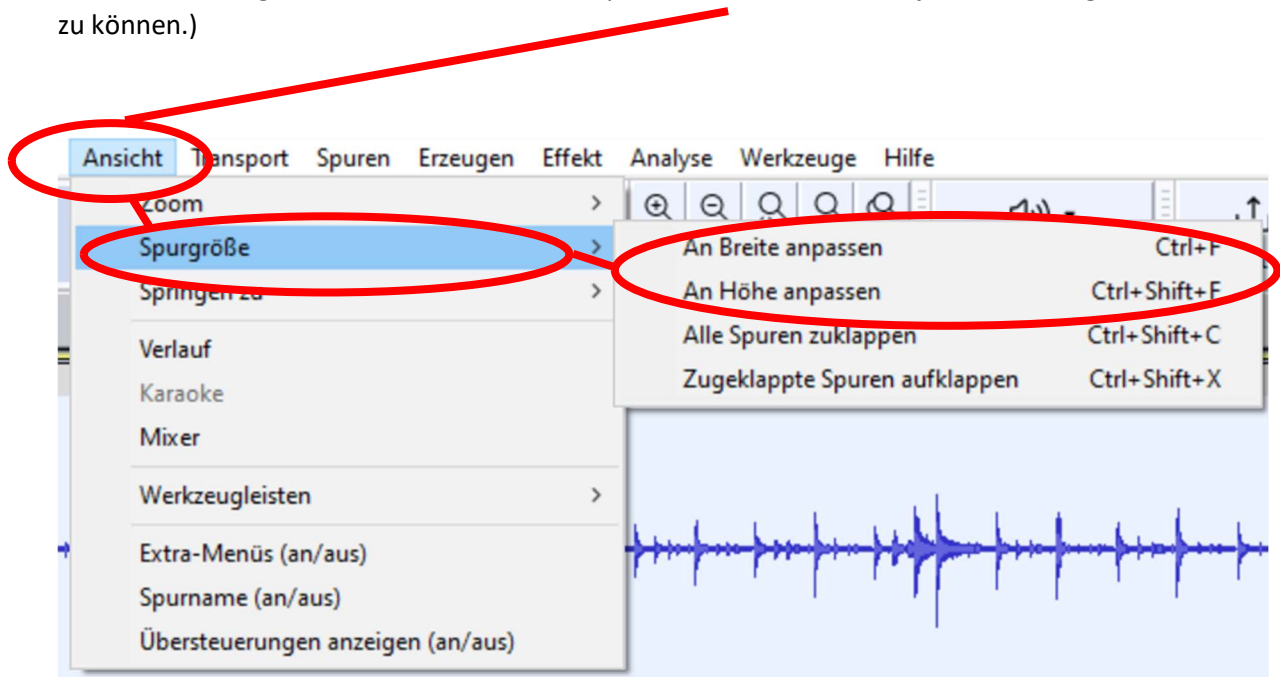 zu können.)
Ansicht Transport Spuren Erzeugen Effekt Analyse Werkzeuge Hilfe
Zoom
Spurgröße
Springen zu
Verlauf
Karaoke
Mixer
Werkzeugleisten
Extra-Menüs (an/aus)
Spurname (an/aus)
Übersteuerungen anzeigen (an/aus)
An Breite anpassen Ctrl+F
An Höhe anpassen Ctrl+Shift+F
Alle Spuren zuklappen Ctrl+Shift+C
Zugeklappte Spuren aufklappen Ctrl+Shift+X